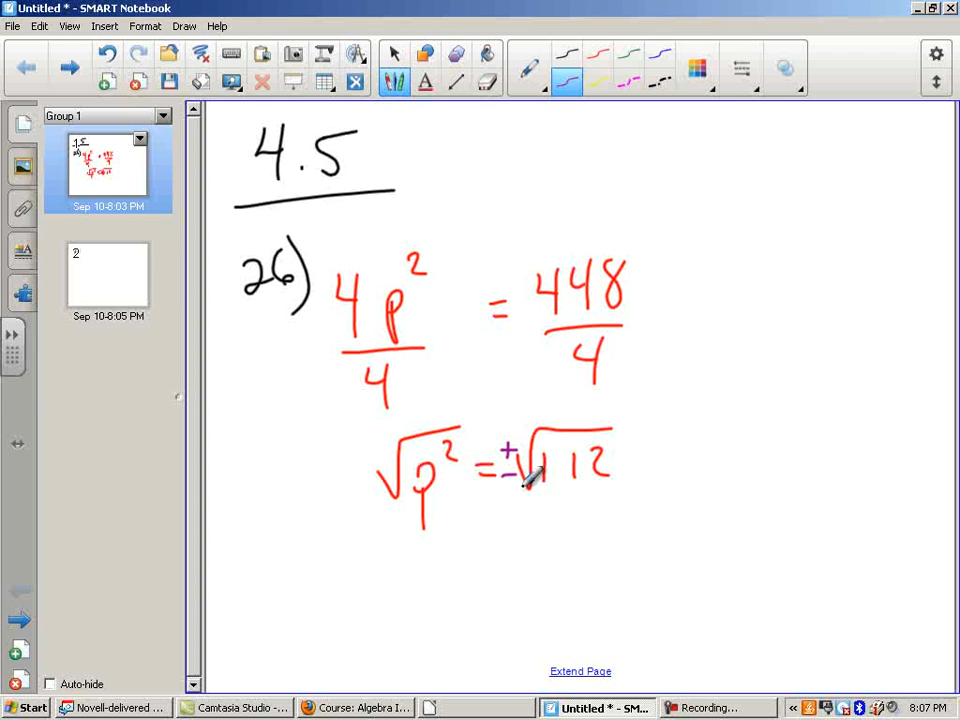 Untitled * - SMART Notebook
File Edit View Insert Format Draw
Group 1
Sep 10-8:03 PM
2
Sep 10-8:05 PM
4.5
26) 4p² = 448
4 4
√p² = ±√112
Extend Page
Auto-hide
Start Novell-delivered ... Camtasia Studio - ... Course: Algebra I... Untitled * - SM... Recording... « 8:07 PM